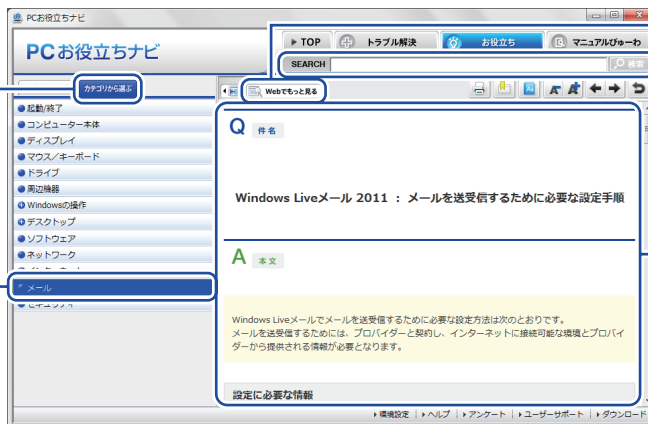 PCお役立ちナビ
PCお役立ちナビ
TOP
トラブル解決
お役立ち
マニュアルびゅーわ
SEARCH
検索
カテゴリから選ぶ
Webでもっと見る
起動/終了
コンピューター本体
ディスプレイ
マウス/キーボード
ドライブ
周辺機器
Windowsの操作
デスクトップ
ソフトウェア
ネットワーク
メール
セキュリティ
Q 件名
Windows Liveメール 2011 : メールを送受信するために必要な設定手順
A 本文
Windows Liveメールでメールを送受信するために必要な設定方法は次のとおりです。
メールを送受信するためには、プロバイダーと契約し、インターネットに接続可能な環境とプロバイ
ダーから提供される情報が必要となります。
設定に必要な情報
環境設定 ヘルプ アンケート ユーザーサポート ダウンロード